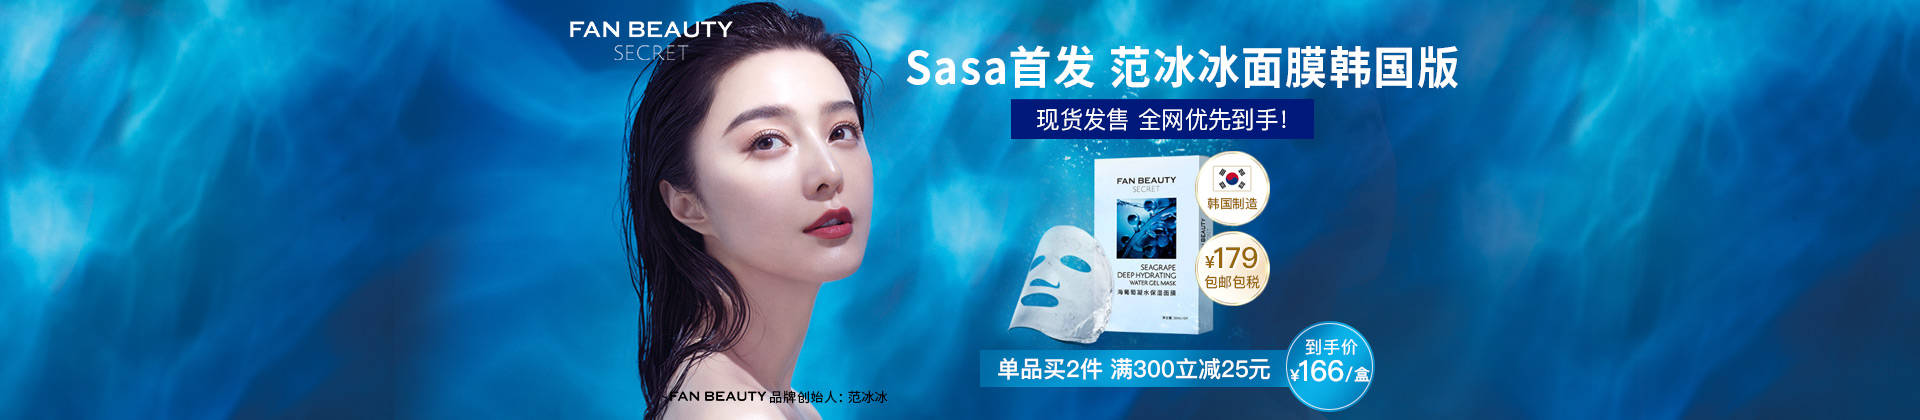 FAN BEAUTY
SECRET
Sasa首发 范冰冰面膜韩国版
现货发售 全网优先到手!
FAN BEAUTY
SECRET
SEAGRAPE
DEEP HYDRATING
WATER GEL MASK
海葡萄凝水保湿面膜
韩国制造
¥179
包邮包税
单品买2件 满300立减25元
到手价
¥166/盒
FAN BEAUTY 品牌创始人: 范冰冰